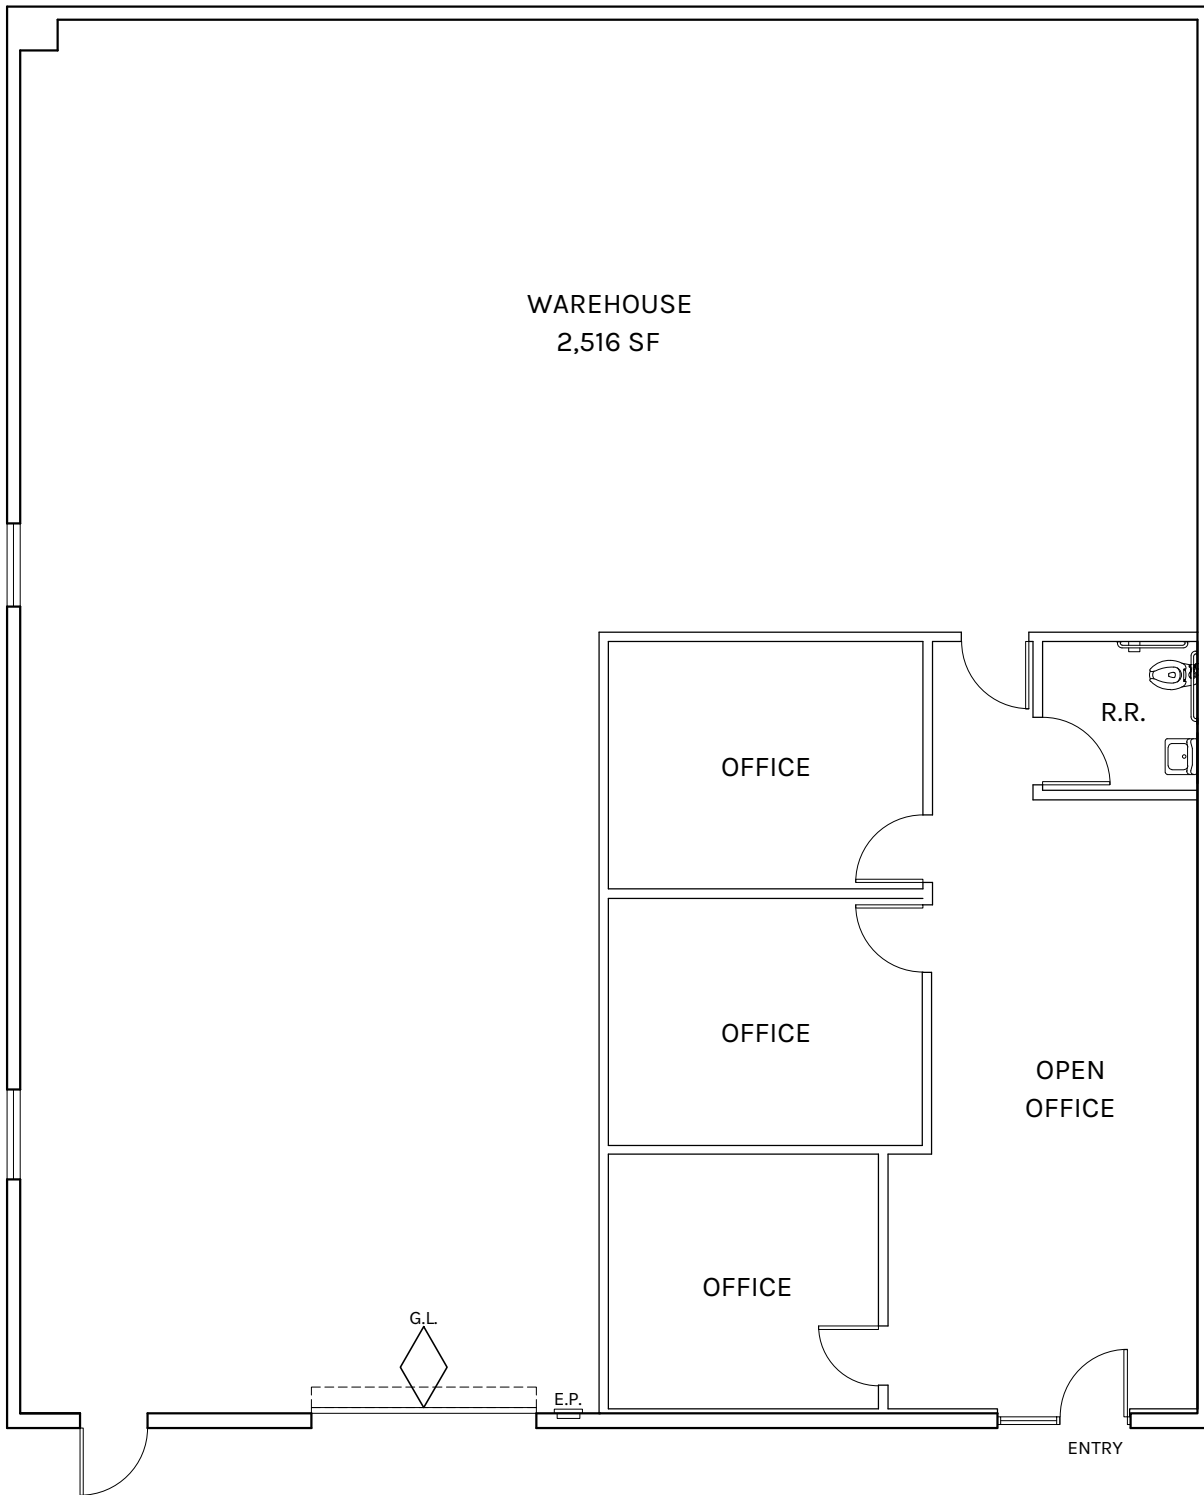 WAREHOUSE
2,516 SF
R.R.
OFFICE
OFFICE
OPEN
OFFICE
OFFICE
G.L.
E.P.
ENTRY